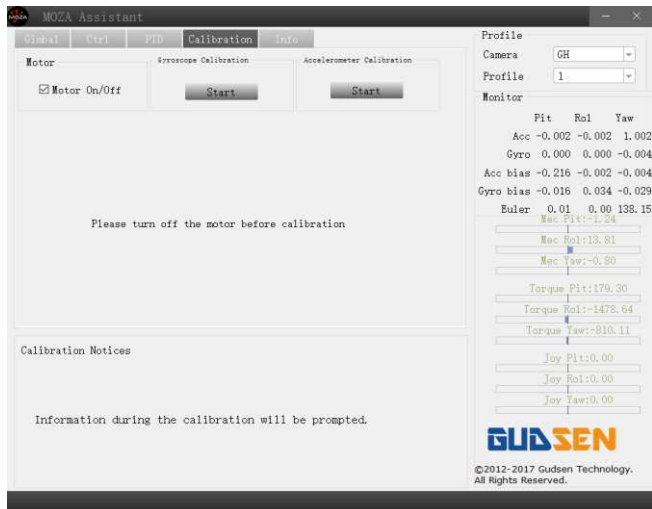 MOZA MOZA Assistant
Gimbal Ctrl PID Calibration Info
Motor
Motor On/Off
Gyroscope Calibration
Start
Accelerometer Calibration
Start
Please turn off the motor before calibration
Calibration Notices
Information during the calibration will be prompted.
Profile
Camera GH
Profile 1
Monitor
Pit Rol Yaw
Acc -0.002 -0.002 1.002
Gyro 0.000 0.000 -0.004
Acc bias -0.216 -0.002 -0.004
Gyro bias -0.016 0.034 -0.029
Euler 0.01 0.00 138.15
Mec Pit:-1.24
Mec Rol:13.81
Mec Yaw:-0.80
Torque Pit:179.30
Torque Rol:-1478.64
Torque Yaw:-810.11
Joy Pit:0.00
Joy Rol:0.00
Joy Yaw:0.00
GUDSEN
©2012-2017 Gudsen Technology.
All Rights Reserved.